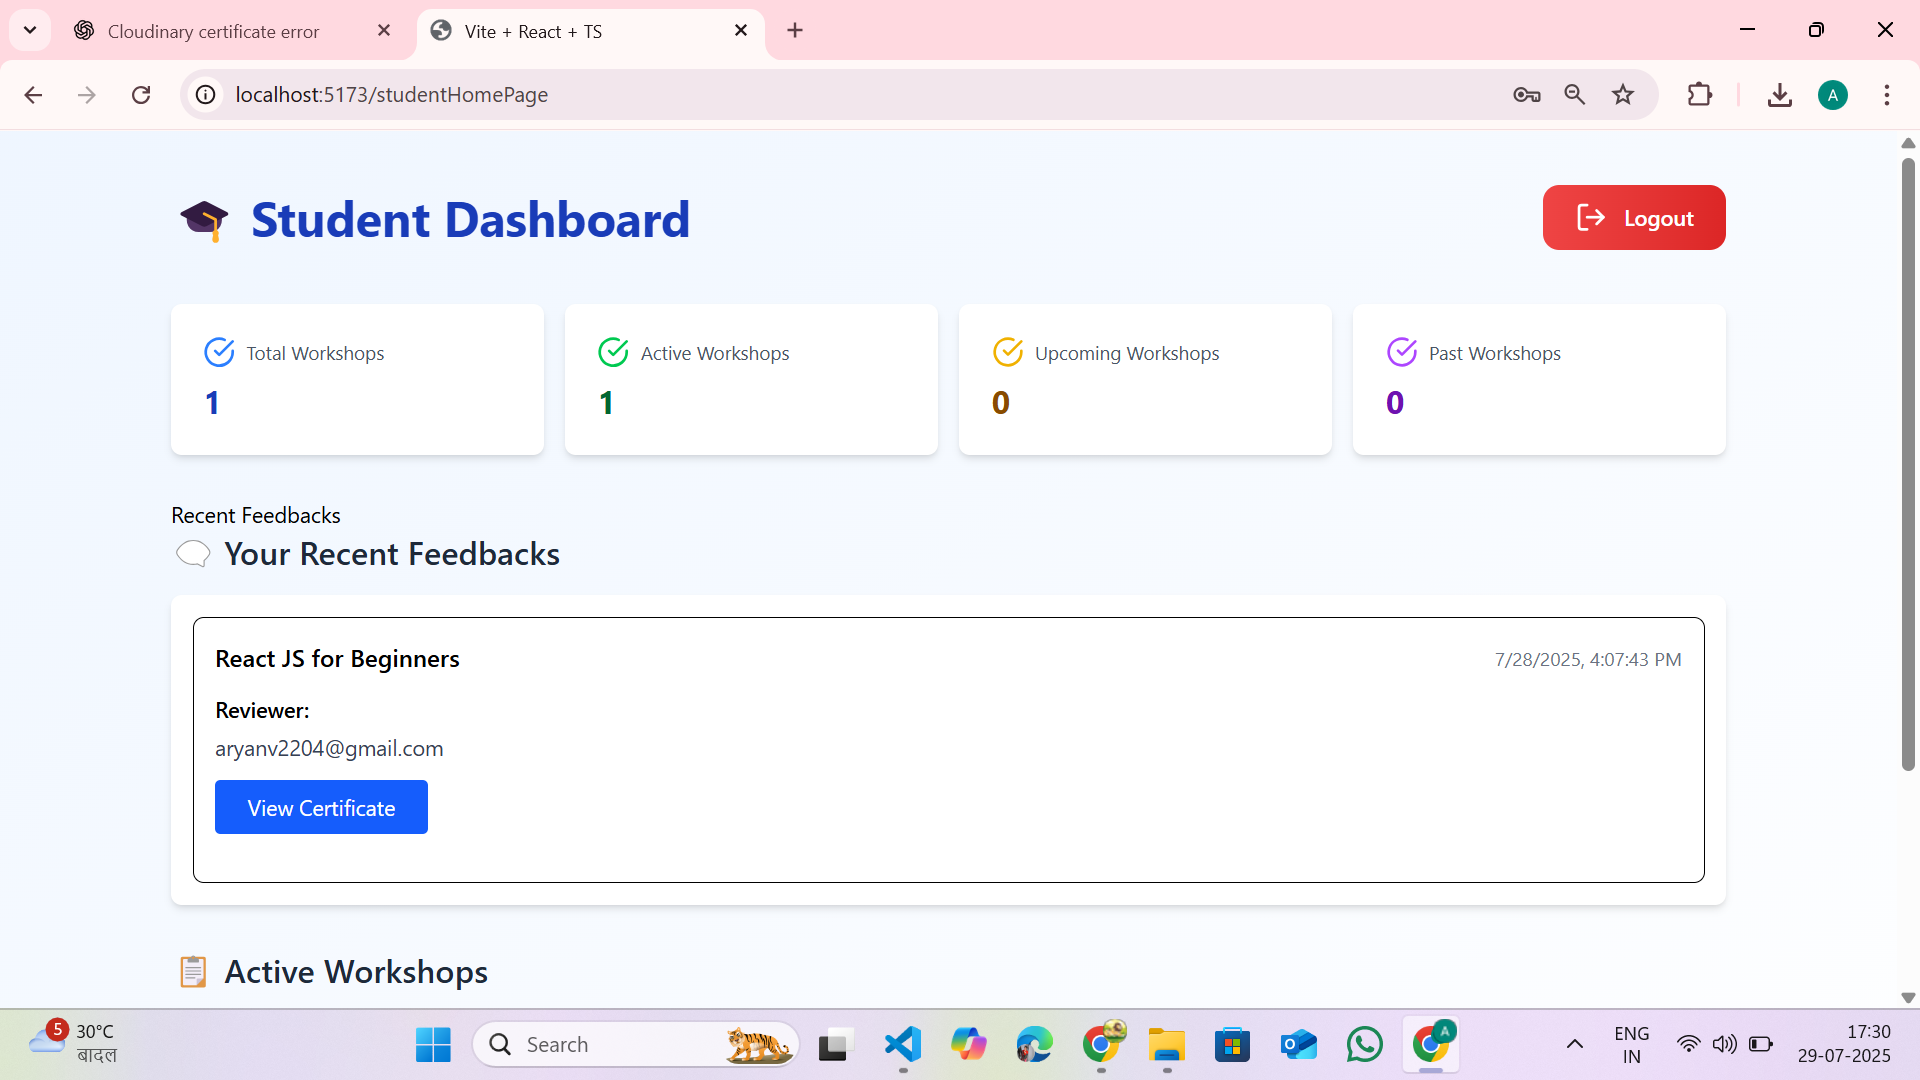 Cloudinary certificate error
Vite + React + TS
localhost:5173/studentHomePage
A
Student Dashboard
Logout
Total Workshops
1
Active Workshops
1
Upcoming Workshops
0
Past Workshops
0
Recent Feedbacks
Your Recent Feedbacks
React JS for Beginners
7/28/2025, 4:07:43 PM
Reviewer:
aryanv2204@gmail.com
View Certificate
Active Workshops
5
30°C
बादल
Search
A
ENG
IN
17:30
29-07-2025